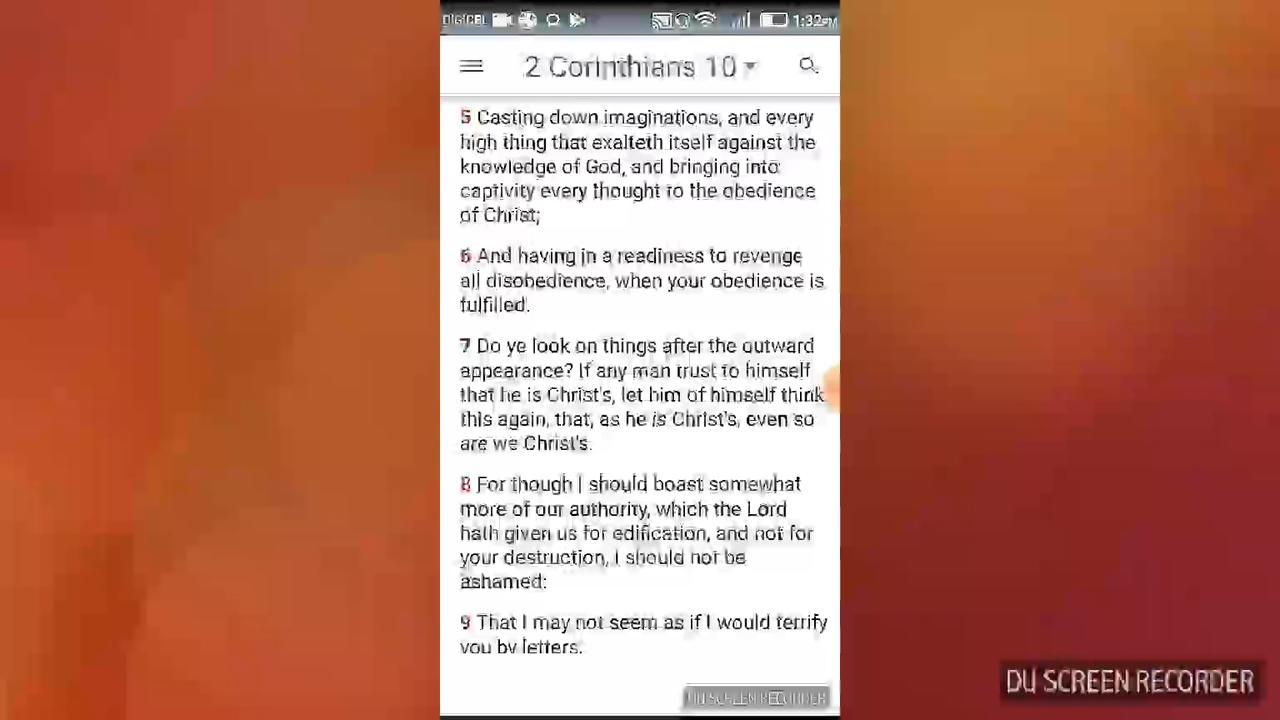 DIGICEL 1:32PM
2 Corinthians 10
5 Casting down imaginations, and every
high thing that exalteth itself against the
knowledge of God, and bringing into
captivity every thought to the obedience
of Christ;
6 And having in a readiness to revenge
all disobedience, when your obedience is
fulfilled.
7 Do ye look on things after the outward
appearance? If any man trust to himself
that he is Christ's, let him of himself think
this again, that, as he is Christ's, even so
are we Christ's.
8 For though I should boast somewhat
more of our authority, which the Lord
hath given us for edification, and not for
your destruction, I should not be
ashamed:
9 That I may not seem as if I would terrify
you by letters.
DU SCREEN RECORDER
DU SCREEN RECORDER